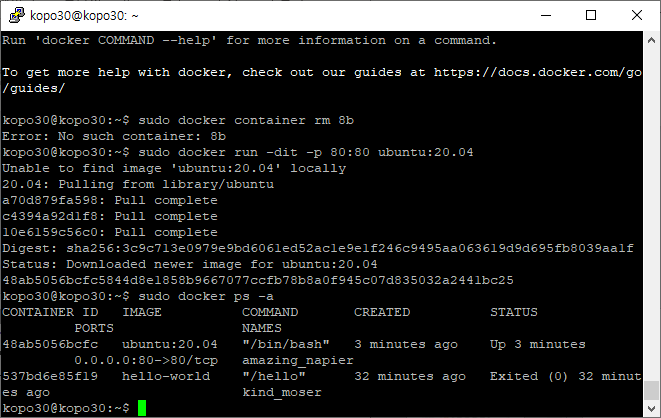 kopo30@kopo30: ~
Run 'docker COMMAND --help' for more information on a command.
To get more help with docker, check out our guides at https://docs.docker.com/go
/guides/
kopo30@kopo30:~$ sudo docker container rm 8b
Error: No such container: 8b
kopo30@kopo30:~$ sudo docker run -dit -p 80:80 ubuntu:20.04
Unable to find image 'ubuntu:20.04' locally
20.04: Pulling from library/ubuntu
a70d879fa598: Pull complete
c4394a92d1f8: Pull complete
10e6159c56c0: Pull complete
Digest: sha256:3c9c713e0979e9bd6061ed52ac1e9e1f246c9495aa063619d9d695fb8039aa1f
Status: Downloaded newer image for ubuntu:20.04
48ab5056bcfc5844d8e1858b9667077ccfb78b8a0f945c07d835032a2441bc25
kopo30@kopo30:~$ sudo docker ps -a
CONTAINER ID   IMAGE          COMMAND       CREATED          STATUS
         PORTS                NAMES
48ab5056bcfc   ubuntu:20.04   "/bin/bash"   3 minutes ago    Up 3 minutes
         0.0.0.0:80->80/tcp   amazing_napier
537bd6e85f19   hello-world    "/hello"      32 minutes ago   Exited (0) 32 minut
es ago                        kind_moser
kopo30@kopo30:~$